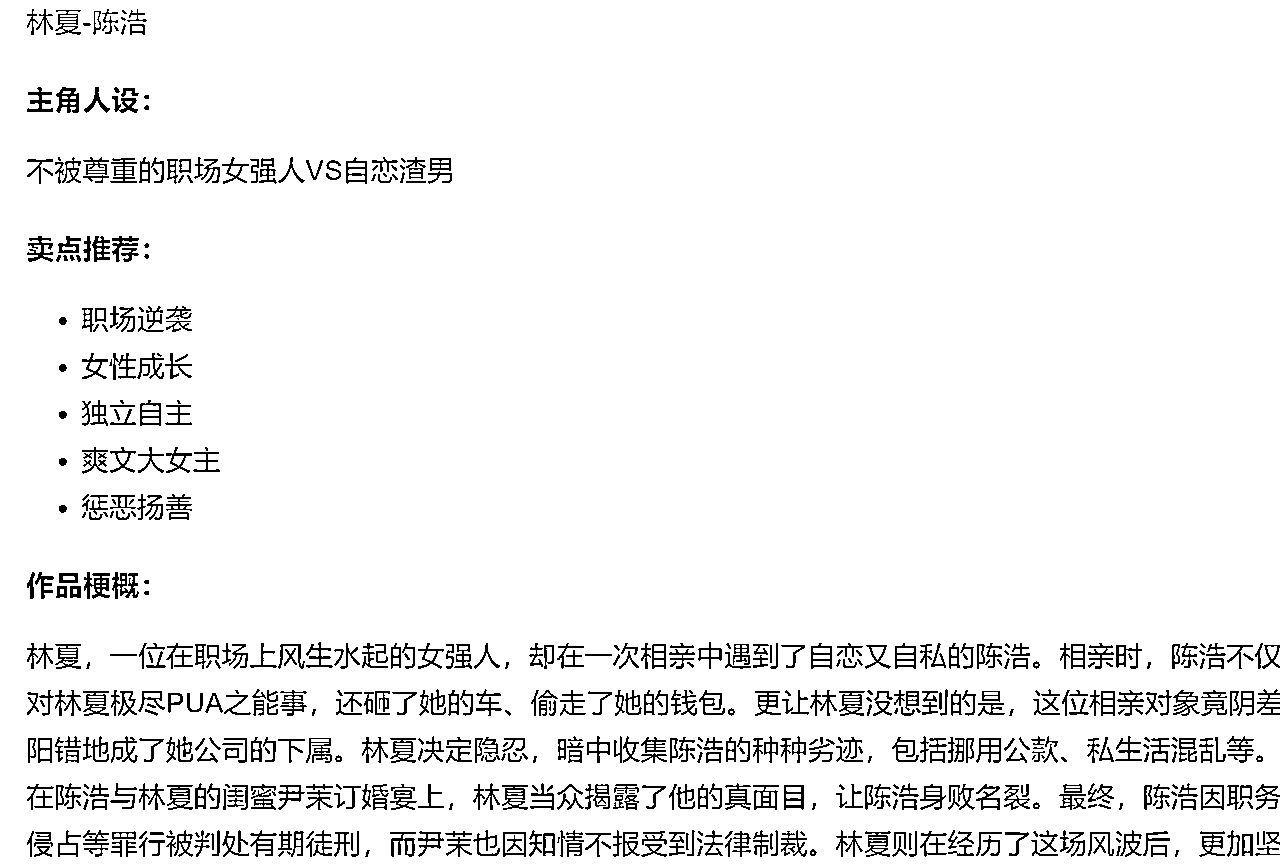 林夏-陈浩
主角人设：
不被尊重的职场女强人VS自恋渣男
卖点推荐：
• 职场逆袭
• 女性成长
• 独立自主
• 爽文大女主
• 惩恶扬善
作品梗概：
林夏，一位在职场上风生水起的女强人，却在一次相亲中遇到了自恋又自私的陈浩。相亲时，陈浩不仅
对林夏极尽PUA之能事，还砸了她的车、偷走了她的钱包。更让林夏没想到的是，这位相亲对象竟阴差
阳错地成了她公司的下属。林夏决定隐忍，暗中收集陈浩的种种劣迹，包括挪用公款、私生活混乱等。
在陈浩与林夏的闺蜜尹茉订婚宴上，林夏当众揭露了他的真面目，让陈浩身败名裂。最终，陈浩因职务
侵占等罪行被判处有期徒刑，而尹茉也因知情不报受到法律制裁。林夏则在经历了这场风波后，更加坚